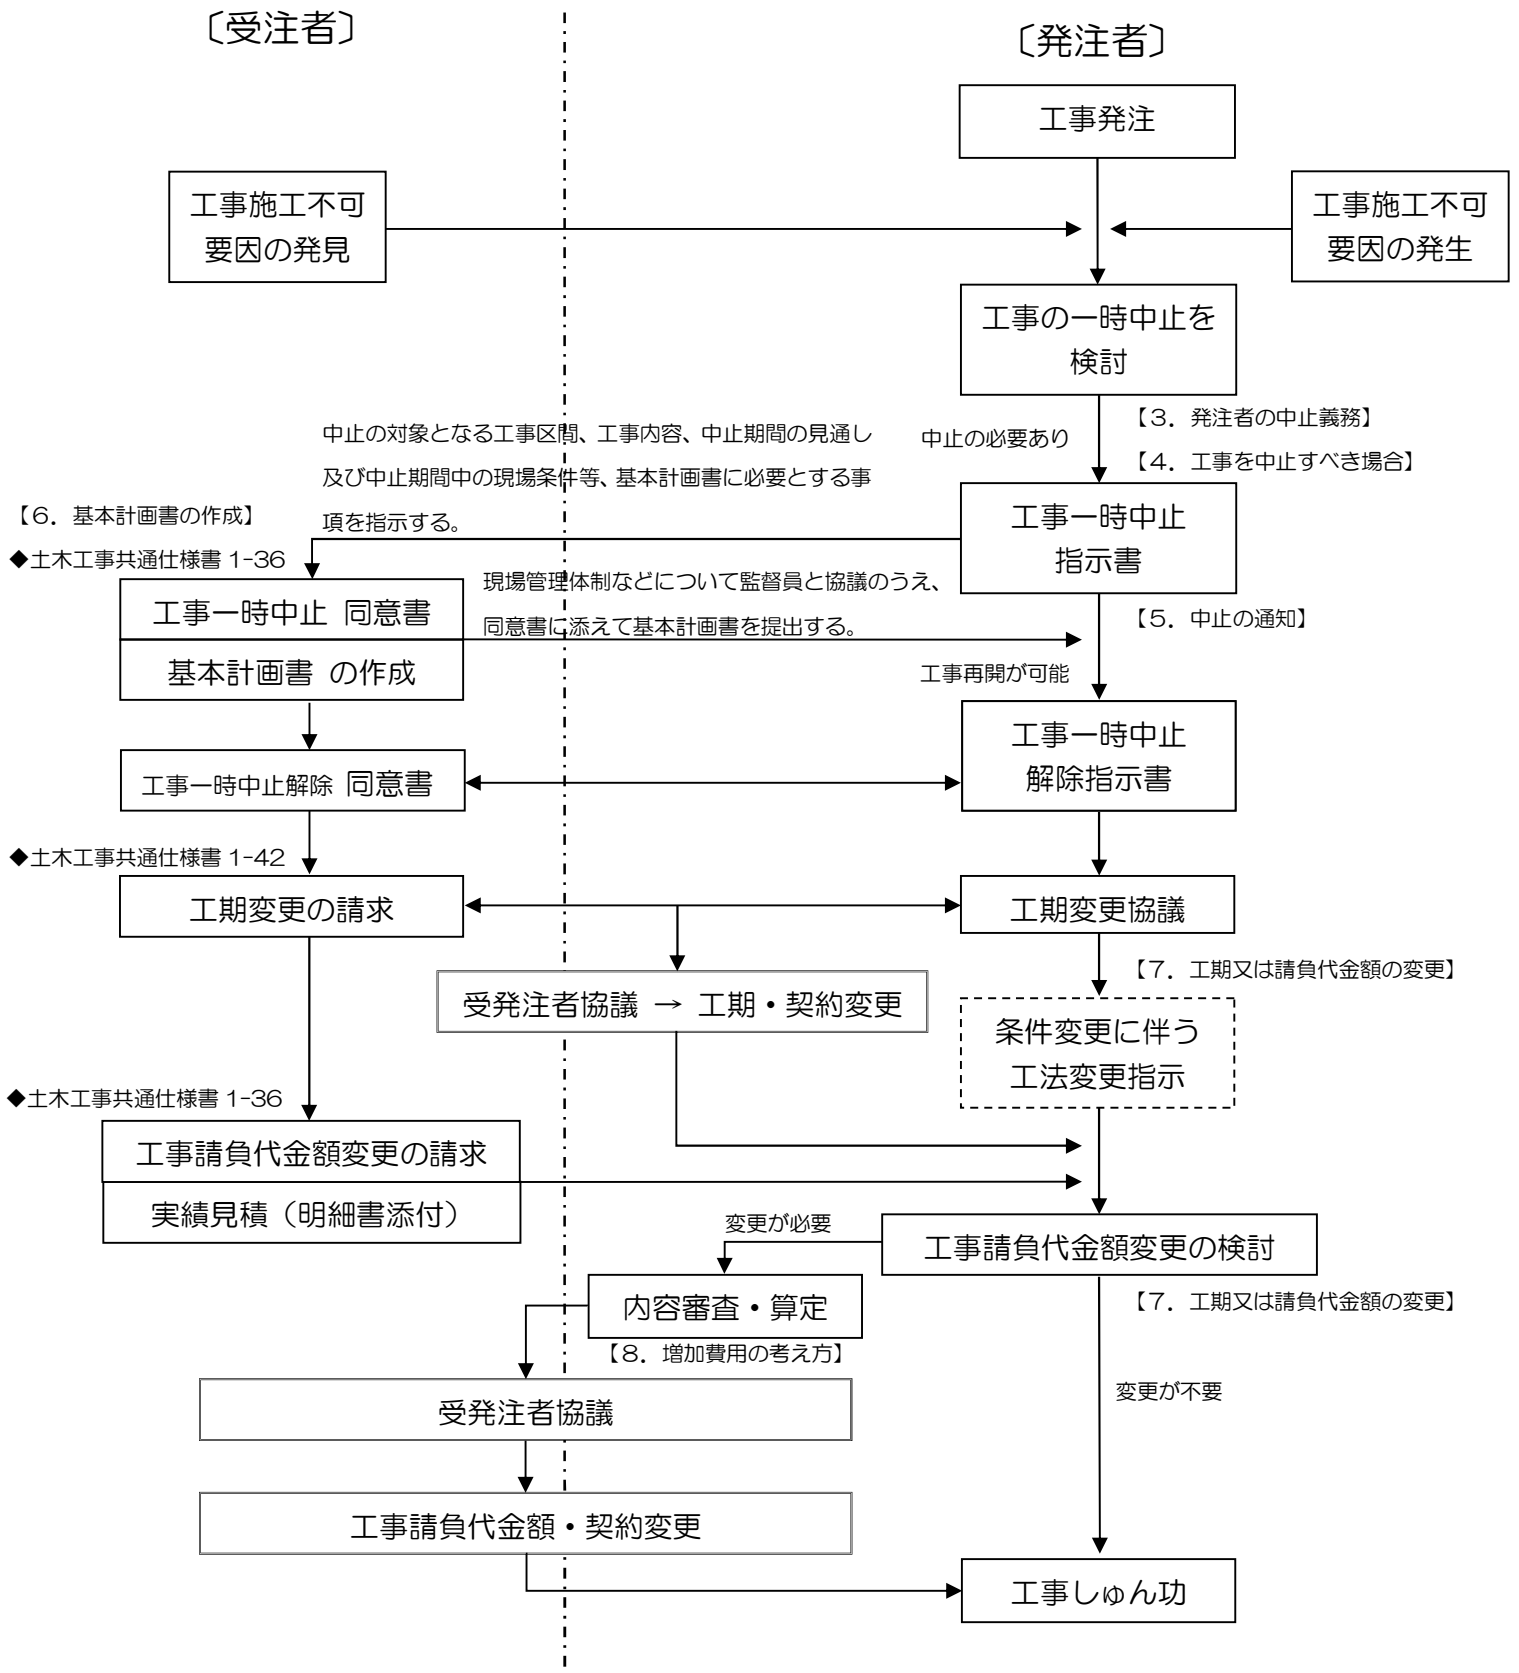 〔受注者〕
〔発注者〕
工事発注
工事施工不可
要因の発見
工事施工不可
要因の発生
工事の一時中止を
検討
中止の必要あり
【３．発注者の中止義務】
【４．工事を中止すべき場合】
中止の対象となる工事区間、工事内容、中止期間の見通し
及び中止期間中の現場条件等、基本計画書に必要とする事
項を指示する。
工事一時中止
指示書
【６．基本計画書の作成】
◆土木工事共通仕様書 1-36
工事一時中止 同意書
基本計画書 の作成
現場管理体制などについて監督員と協議のうえ、
同意書に添えて基本計画書を提出する。
【５．中止の通知】
工事再開が可能
工事一時中止
解除指示書
工事一時中止解除 同意書
◆土木工事共通仕様書 1-42
工期変更の請求
工期変更協議
【７．工期又は請負代金額の変更】
受発注者協議 → 工期・契約変更
条件変更に伴う
工法変更指示
◆土木工事共通仕様書 1-36
工事請負代金額変更の請求
実績見積（明細書添付）
変更が必要
工事請負代金額変更の検討
【７．工期又は請負代金額の変更】
内容審査・算定
【８．増加費用の考え方】
変更が不要
受発注者協議
工事請負代金額・契約変更
工事しゅん功